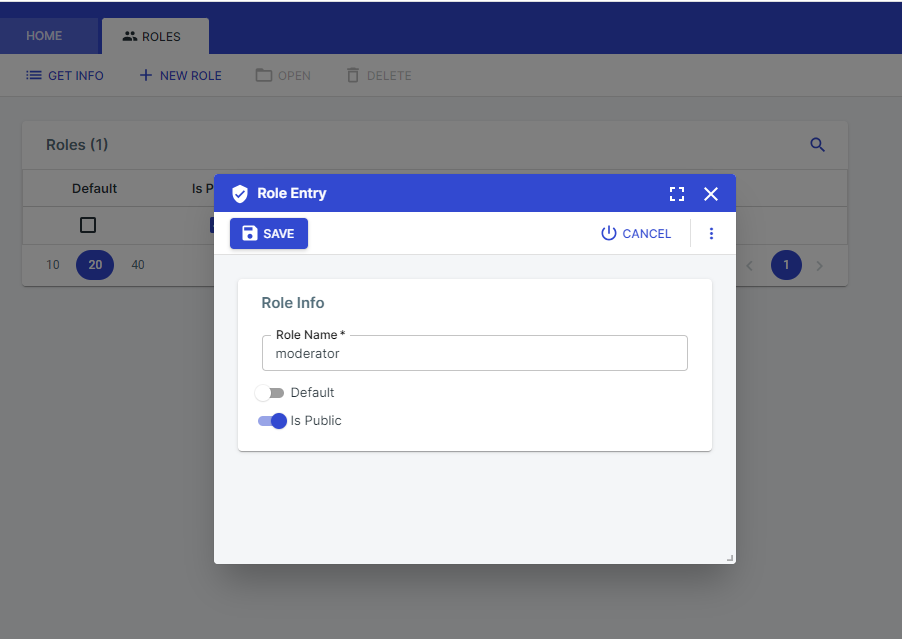 HOME
ROLES
GET INFO
NEW ROLE
OPEN
DELETE
Roles (1)
Default
Is P
10
20
40
1
Role Entry
SAVE
CANCEL
Role Info
Role Name *
moderator
Default
Is Public